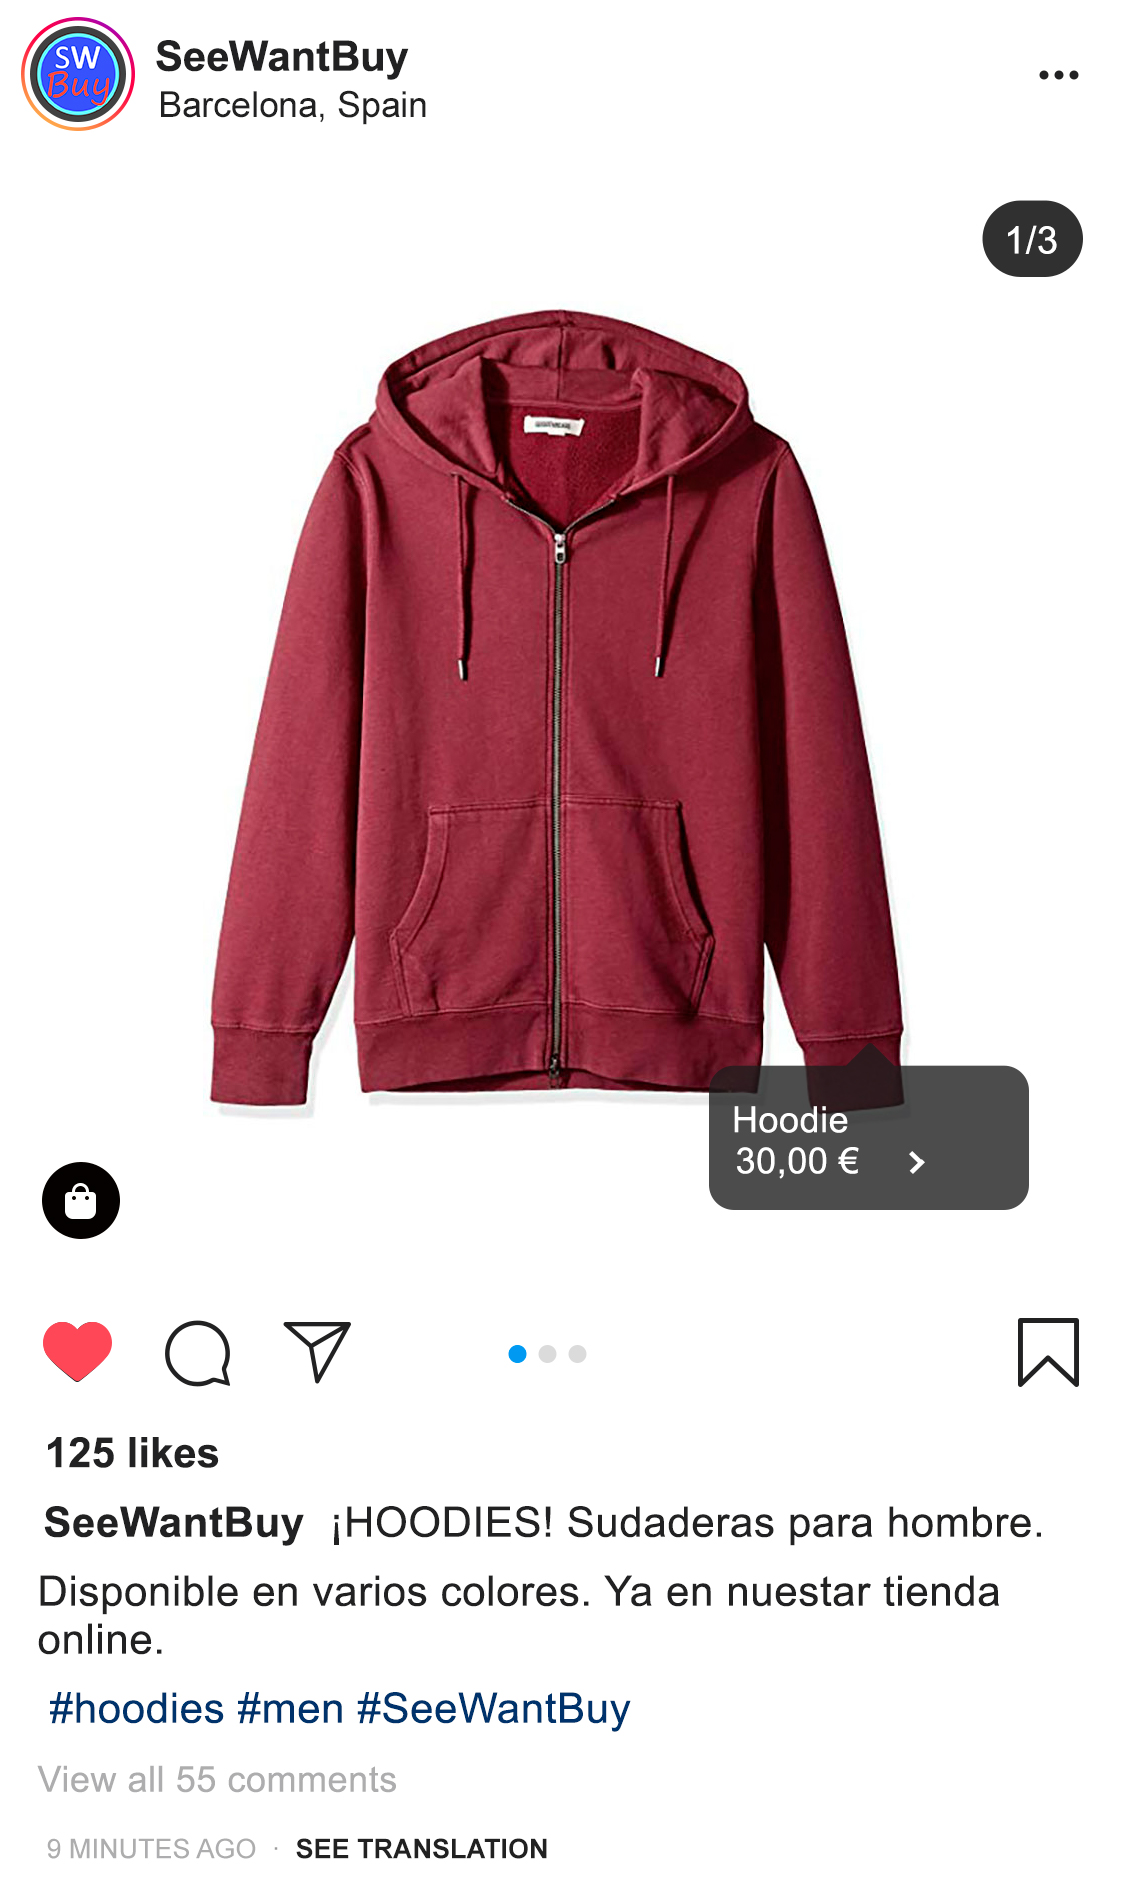 SW
Buy
SeeWantBuy
Barcelona, Spain
1/3
Hoodie
30,00 €
125 likes
SeeWantBuy ¡HOODIES! Sudaderas para hombre.
Disponible en varios colores. Ya en nuestar tienda
online.
#hoodies #men #SeeWantBuy
View all 55 comments
9 MINUTES AGO · SEE TRANSLATION